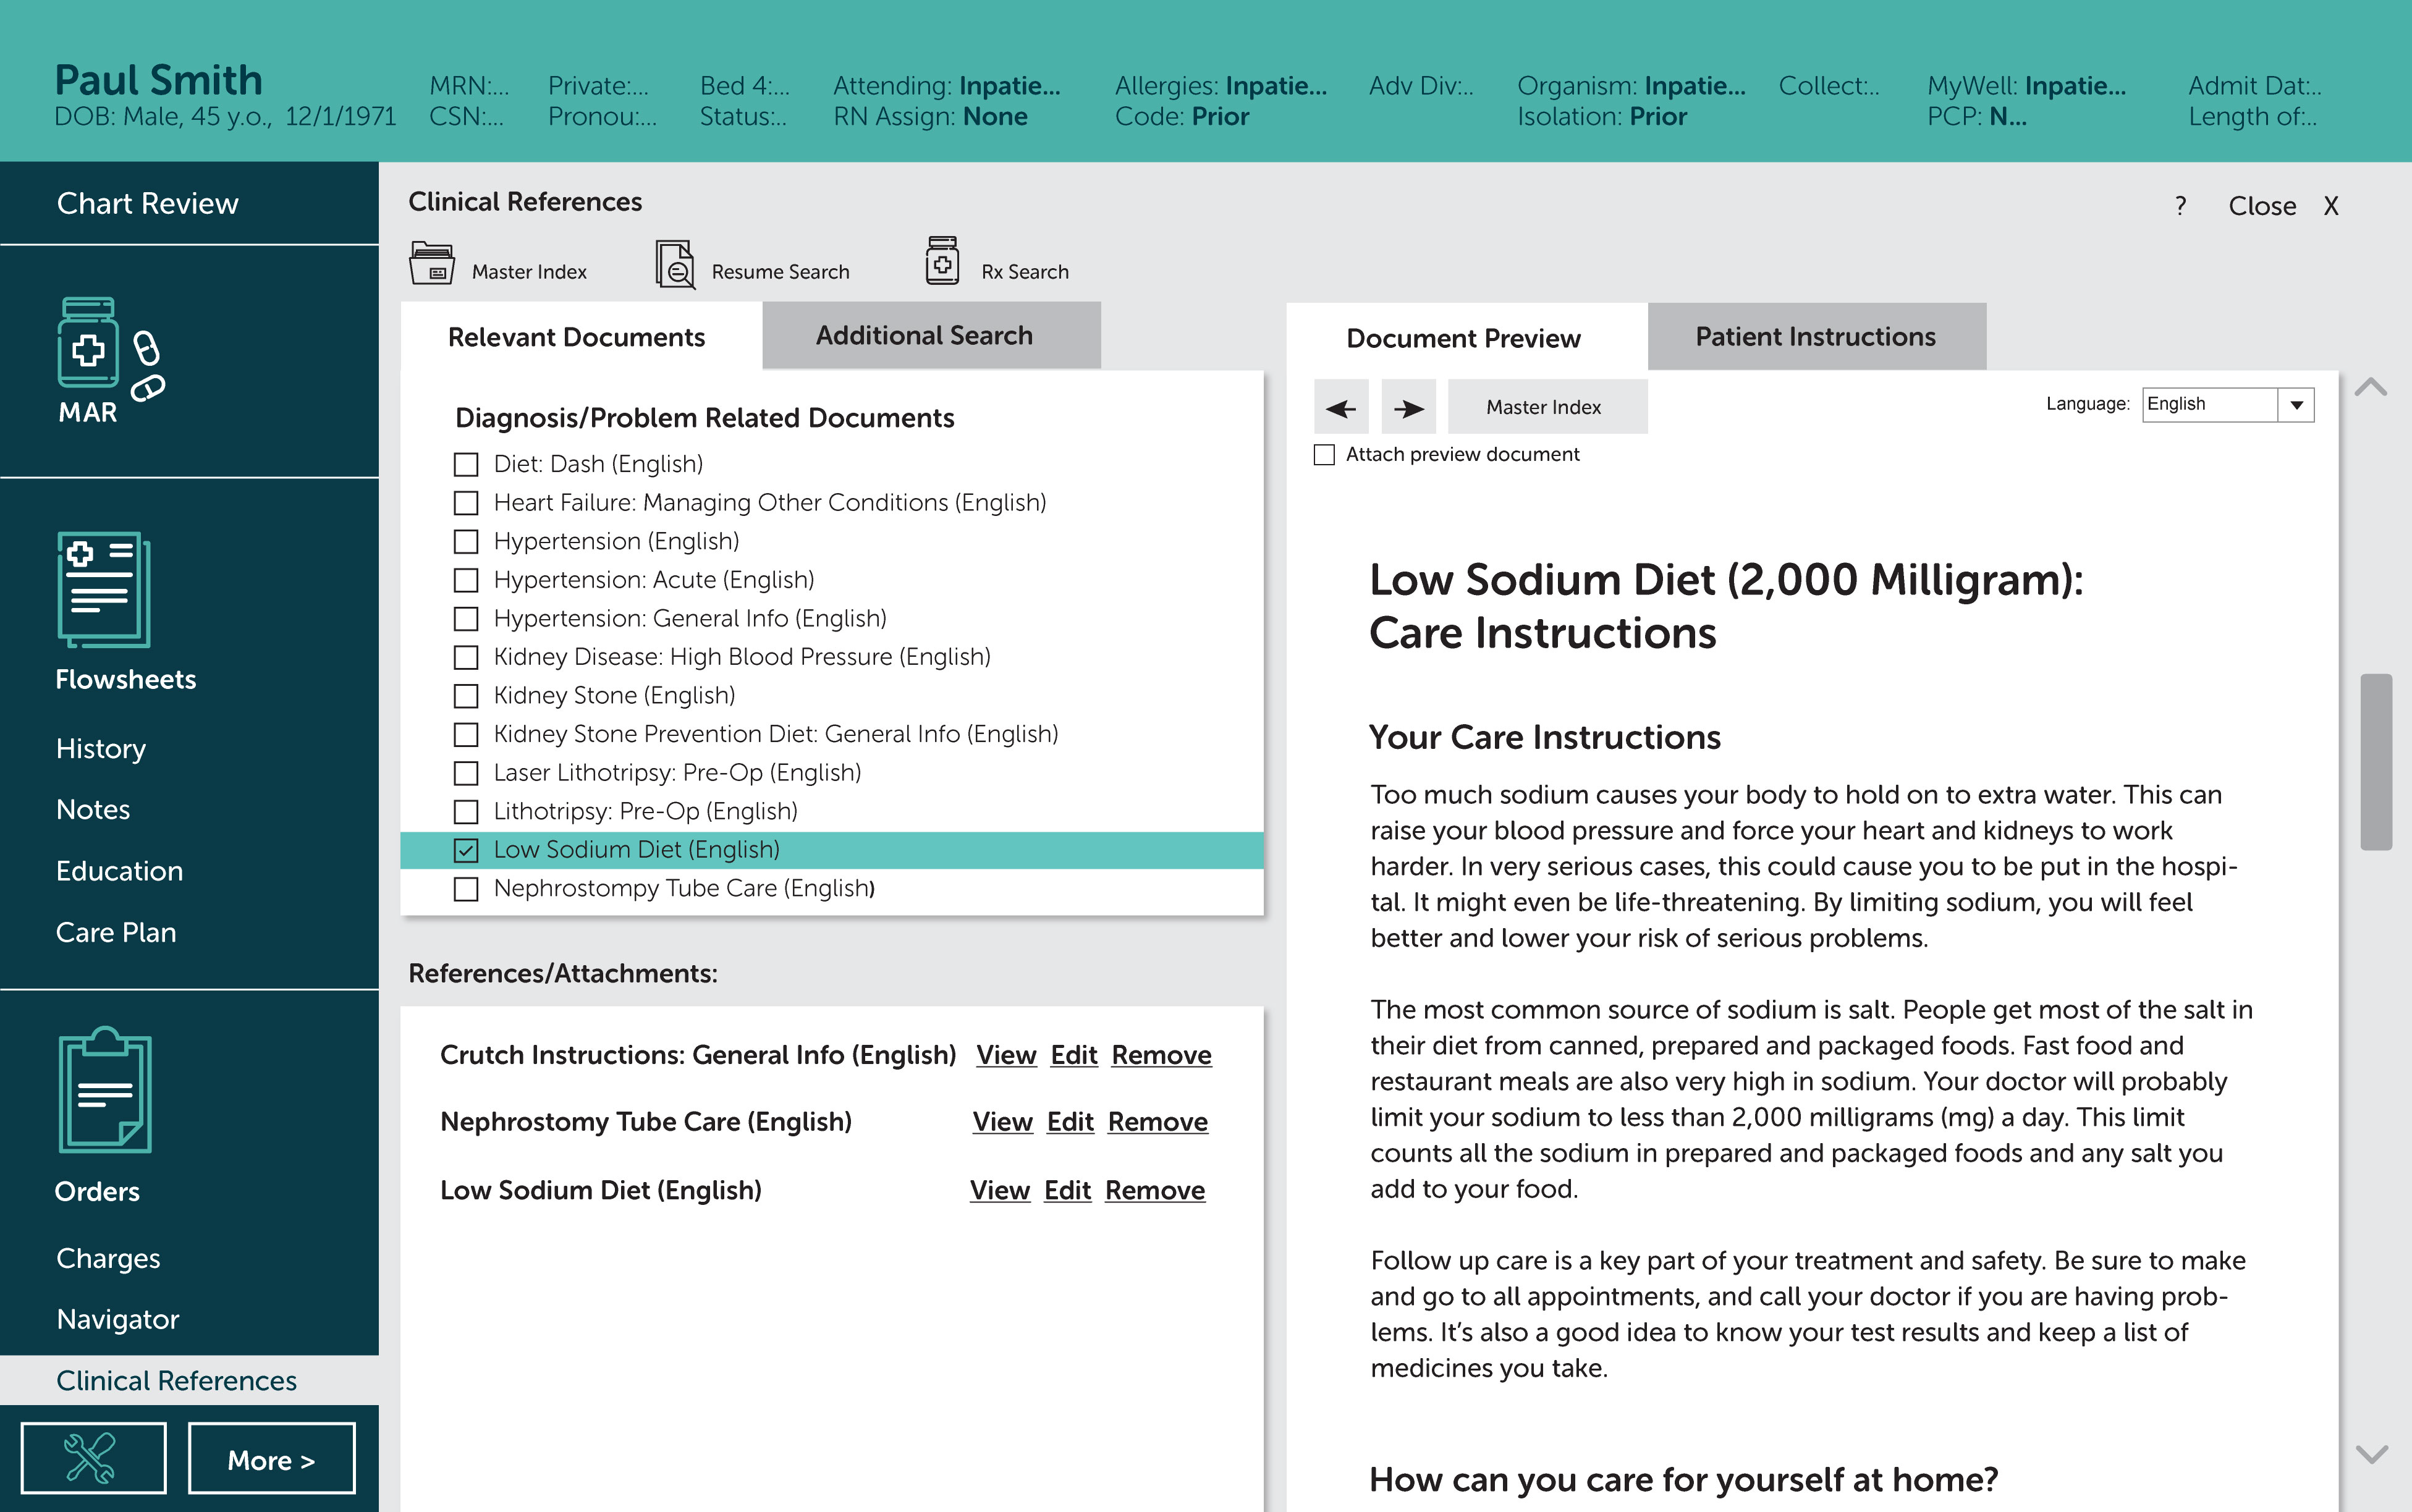 Paul Smith
DOB: Male, 45 y.o.,  12/1/1971
MRN:...
CSN:...
Private:...
Pronou:...
Bed 4:...
Status:..
Attending: Inpatie...
RN Assign: None
Allergies: Inpatie...
Code: Prior
Adv Div:..
Organism: Inpatie...
Isolation: Prior
Collect:..
MyWell: Inpatie...
PCP: N...
Admit Dat:..
Length of:..
Chart Review
MAR
Flowsheets
History
Notes
Education
Care Plan
Orders
Charges
Navigator
Clinical References
More >
Clinical References
? Close X
Master Index
Resume Search
Rx Search
Relevant Documents
Additional Search
Diagnosis/Problem Related Documents
Diet: Dash (English)
Heart Failure: Managing Other Conditions (English)
Hypertension (English)
Hypertension: Acute (English)
Hypertension: General Info (English)
Kidney Disease: High Blood Pressure (English)
Kidney Stone (English)
Kidney Stone Prevention Diet: General Info (English)
Laser Lithotripsy: Pre-Op (English)
Lithotripsy: Pre-Op (English)
Low Sodium Diet (English)
Nephrostompy Tube Care (English)
References/Attachments:
Crutch Instructions: General Info (English) View Edit Remove
Nephrostomy Tube Care (English) View Edit Remove
Low Sodium Diet (English) View Edit Remove
Document Preview
Patient Instructions
Master Index
Language: English
Attach preview document
Low Sodium Diet (2,000 Milligram):
Care Instructions
Your Care Instructions
Too much sodium causes your body to hold on to extra water. This can
raise your blood pressure and force your heart and kidneys to work
harder. In very serious cases, this could cause you to be put in the hospi-
tal. It might even be life-threatening. By limiting sodium, you will feel
better and lower your risk of serious problems.
The most common source of sodium is salt. People get most of the salt in
their diet from canned, prepared and packaged foods. Fast food and
restaurant meals are also very high in sodium. Your doctor will probably
limit your sodium to less than 2,000 milligrams (mg) a day. This limit
counts all the sodium in prepared and packaged foods and any salt you
add to your food.
Follow up care is a key part of your treatment and safety. Be sure to make
and go to all appointments, and call your doctor if you are having prob-
lems. It’s also a good idea to know your test results and keep a list of
medicines you take.
How can you care for yourself at home?